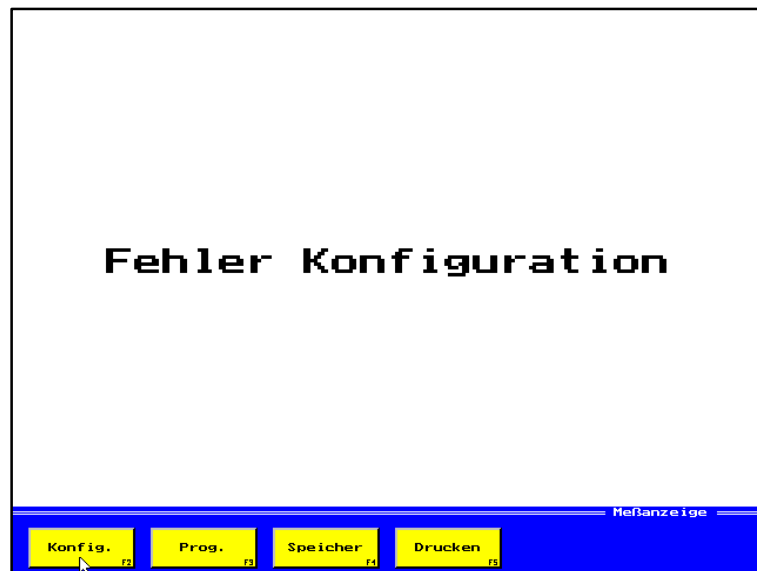 Fehler Konfiguration
Meßanzeige
Konfig. F2
Prog. F3
Speicher F4
Drucken F5